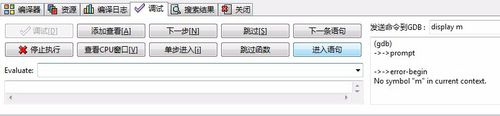 编译器 资源 编译日志 调试 搜索结果 关闭
调试[D] 添加查看[A] 下一步[N] 跳过[S] 下一条语句
停止执行 查看CPU窗口 单步进入[i] 跳过函数 进入语句
Evaluate:
发送命令到GDB: display m
(gdb)
->->prompt
->->error-begin
No symbol "m" in current context.